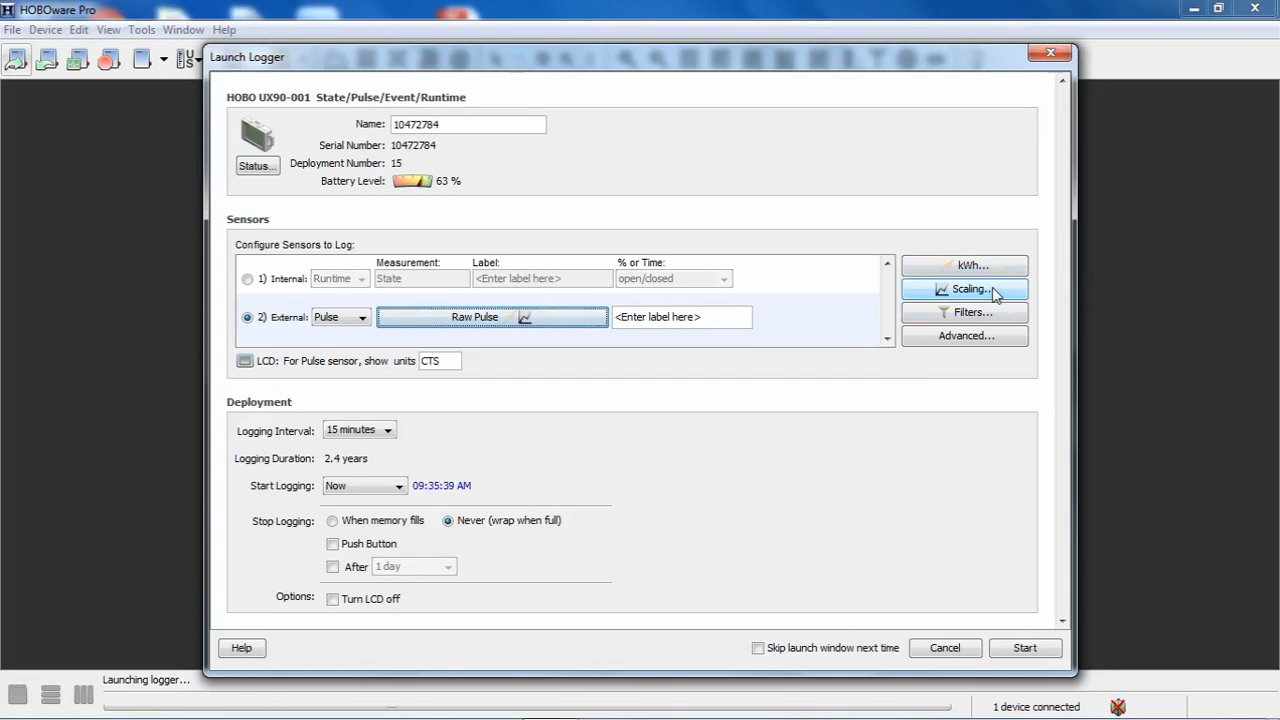 HOBOware Pro
File Device Edit View Tools Window Help
Launch Logger
HOBO UX90-001 State/Pulse/Event/Runtime
Name: 10472784
Serial Number: 10472784
Status... Deployment Number: 15
Battery Level: 63 %
Sensors
Configure Sensors to Log:
Measurement: Label: % or Time:
1) Internal: Runtime State <Enter label here> open/closed
2) External: Pulse Raw Pulse <Enter label here>
LCD: For Pulse sensor, show units CTS
kWh...
Scaling...
Filters...
Advanced...
Deployment
Logging Interval: 15 minutes
Logging Duration: 2.4 years
Start Logging: Now 09:35:39 AM
Stop Logging: When memory fills Never (wrap when full)
Push Button
After 1 day
Options: Turn LCD off
Help Skip launch window next time Cancel Start
Launching logger...
1 device connected